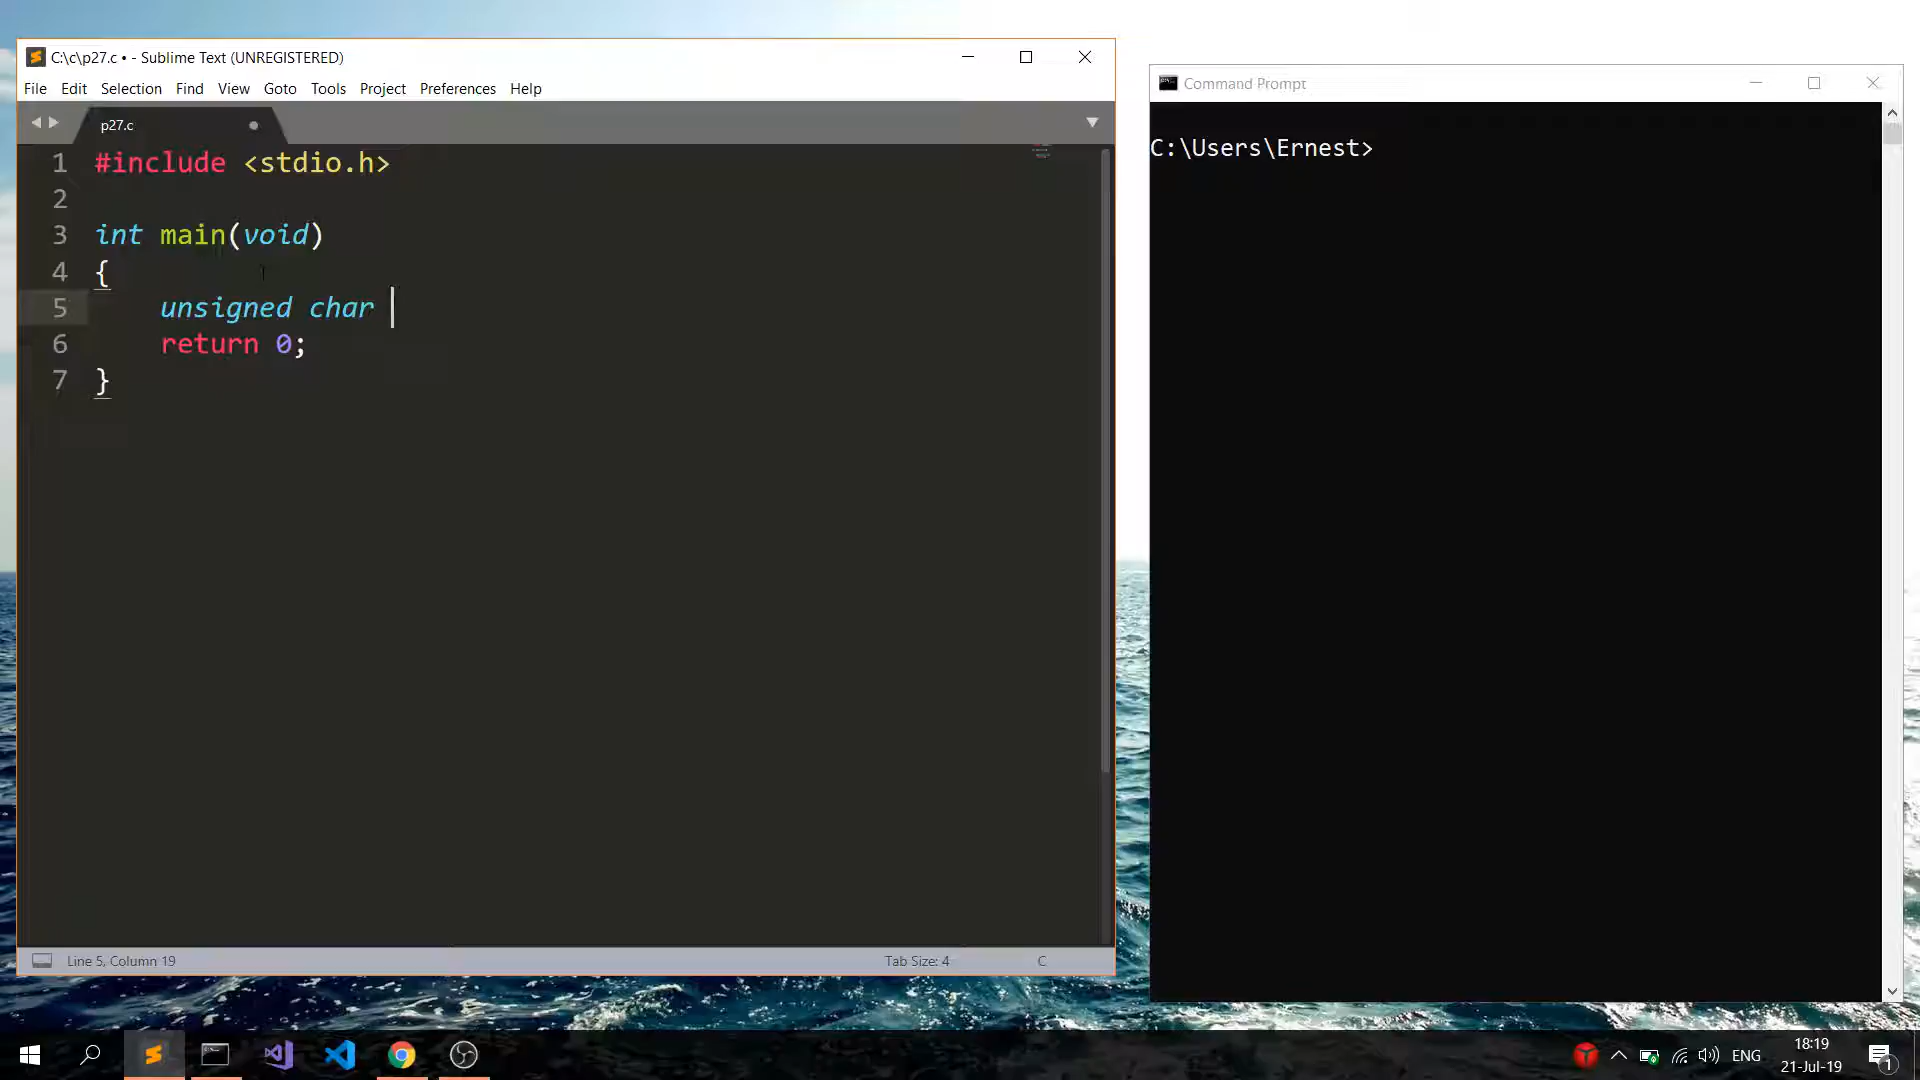 C:\c\p27.c • - Sublime Text (UNREGISTERED)
File Edit Selection Find View Goto Tools Project Preferences Help
p27.c
1 #include <stdio.h>
2
3 int main(void)
4 {
5 unsigned char
6 return 0;
7 }
Line 5, Column 19
Tab Size: 4
C
Command Prompt
C:\Users\Ernest>
ENG
18:19
21-Jul-19
1